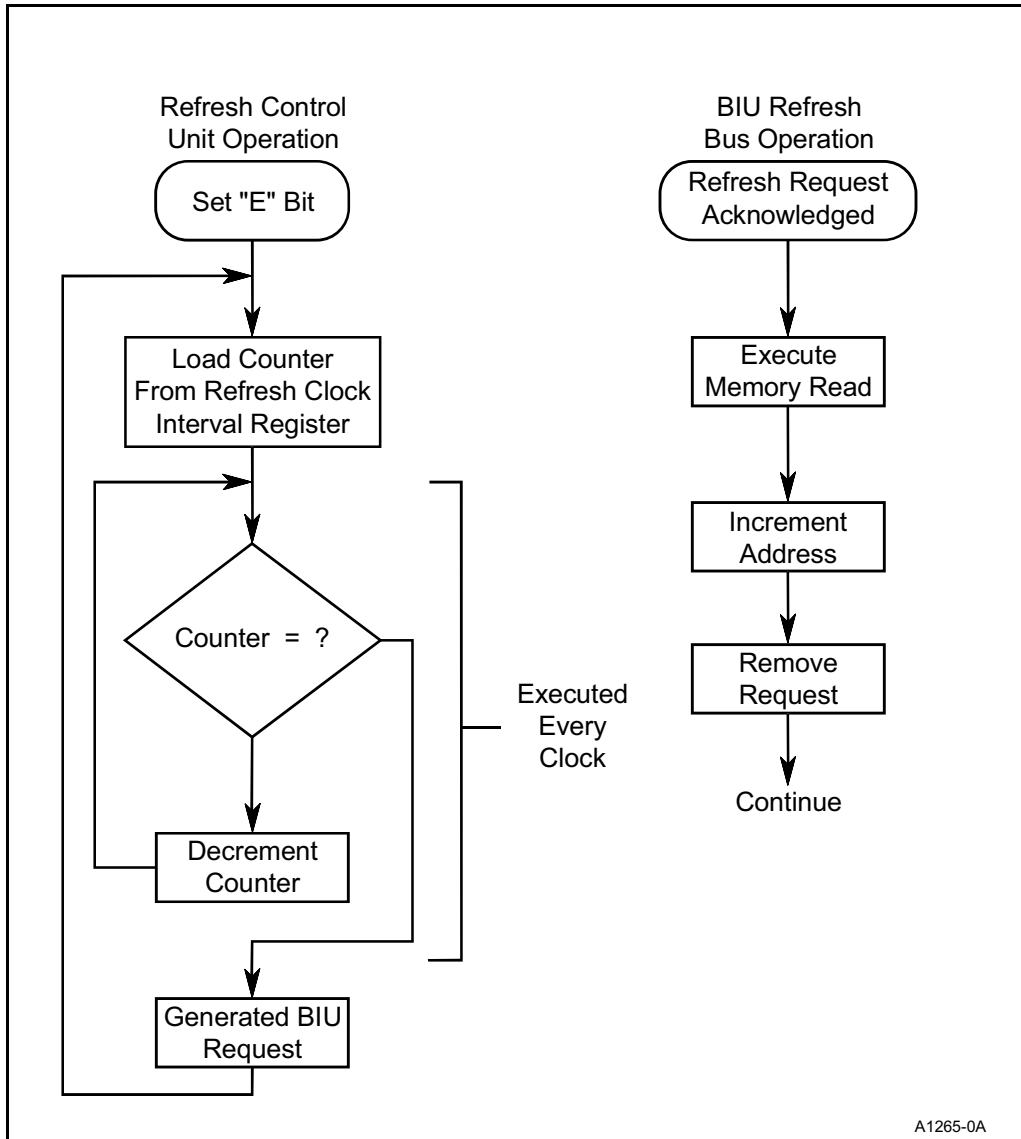 Refresh Control
Unit Operation
Set "E" Bit
Load Counter
From Refresh Clock
Interval Register
Counter = ?
Executed
Every
Clock
Decrement
Counter
Generated BIU
Request
BIU Refresh
Bus Operation
Refresh Request
Acknowledged
Execute
Memory Read
Increment
Address
Remove
Request
Continue
A1265-0A